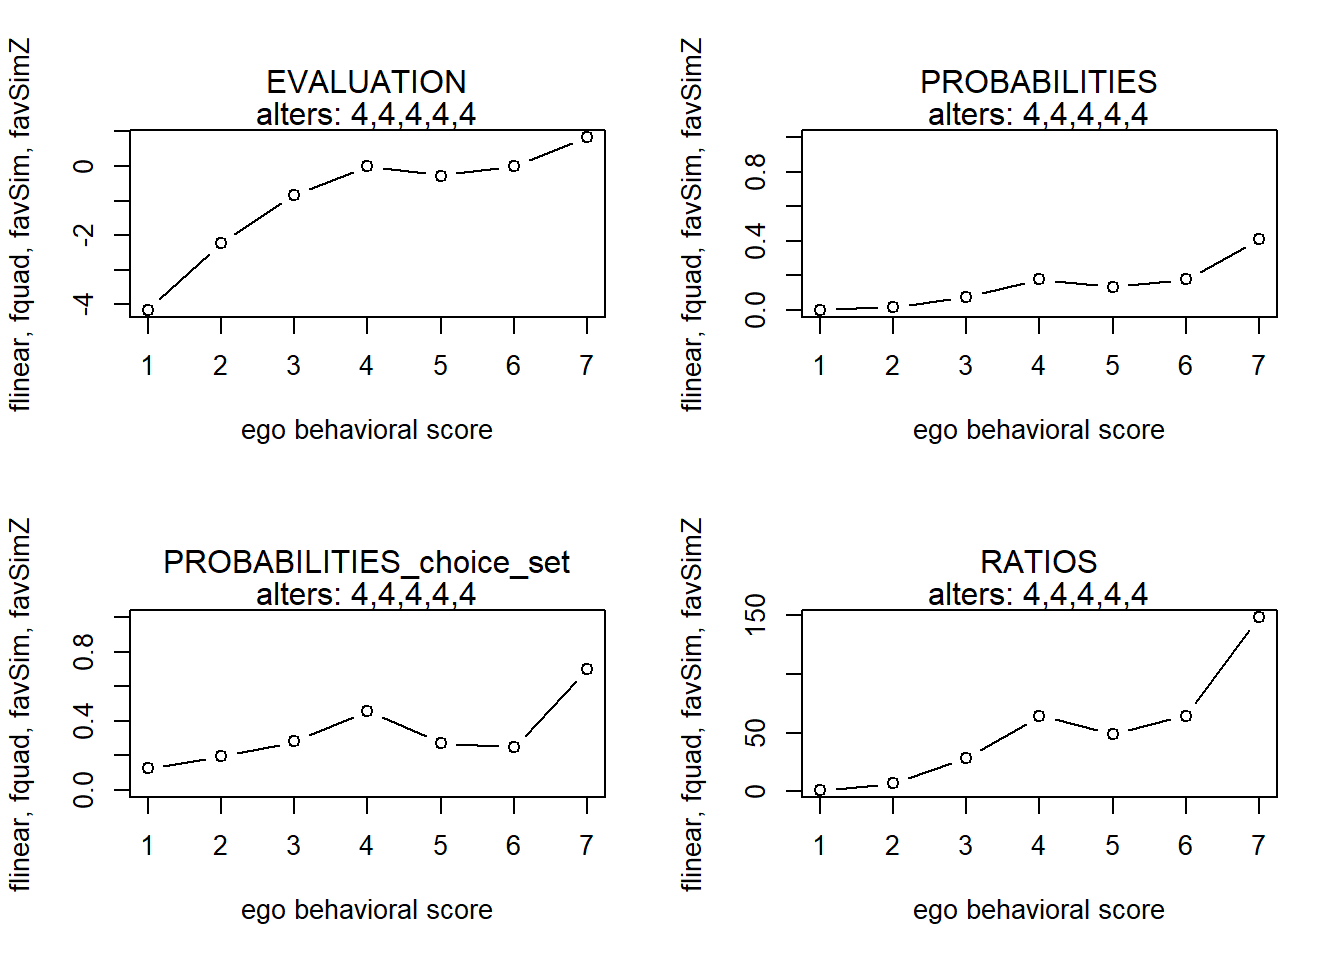 EVALUATION
alters: 4,4,4,4,4
flinear, fquad, favSim, favSimZ
0
-2
-4
1 2 3 4 5 6 7
ego behavioral score
PROBABILITIES
alters: 4,4,4,4,4
flinear, fquad, favSim, favSimZ
0.8
0.4
0.0
1 2 3 4 5 6 7
ego behavioral score
PROBABILITIES_choice_set
alters: 4,4,4,4,4
flinear, fquad, favSim, favSimZ
0.8
0.4
0.0
1 2 3 4 5 6 7
ego behavioral score
RATIOS
alters: 4,4,4,4,4
flinear, fquad, favSim, favSimZ
150
50
0
1 2 3 4 5 6 7
ego behavioral score